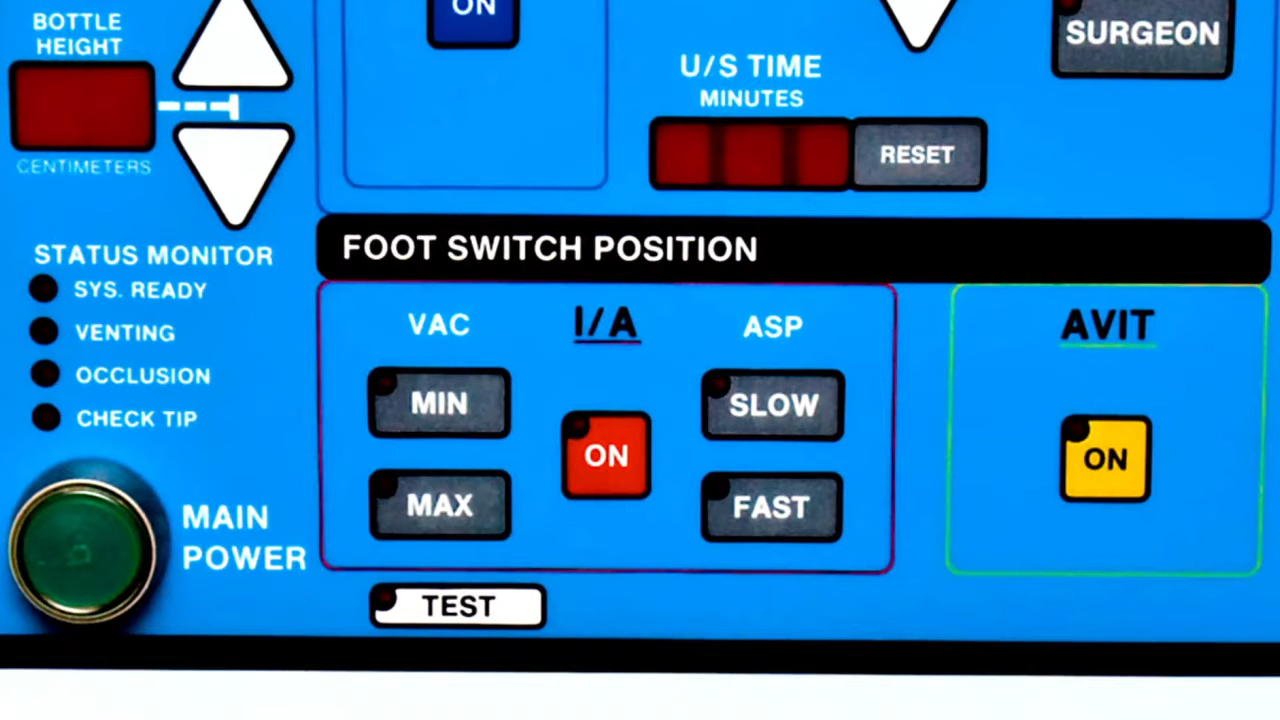 BOTTLE
HEIGHT
CENTIMETERS
ON
U/S TIME
MINUTES
RESET
SURGEON
STATUS MONITOR
SYS. READY
VENTING
OCCLUSION
CHECK TIP
MAIN
POWER
FOOT SWITCH POSITION
VAC
I/A
ASP
MIN
SLOW
ON
MAX
FAST
TEST
AVIT
ON